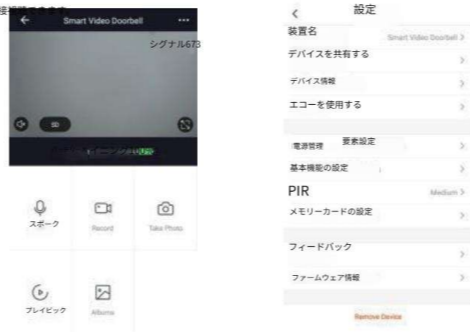 Smart Video Doorbell
シグナル673
SD
スポーク
Record
Take Photo
プレイビック
Albums
設定
装置名
Smart Video Doorbell
デバイスを共有する
デバイス情報
エコーを使用する
要素設定
電源管理
基本機能の設定
PIR
Medium
メモリーカードの設定
フィードバック
ファームウェア情報
Remove Device